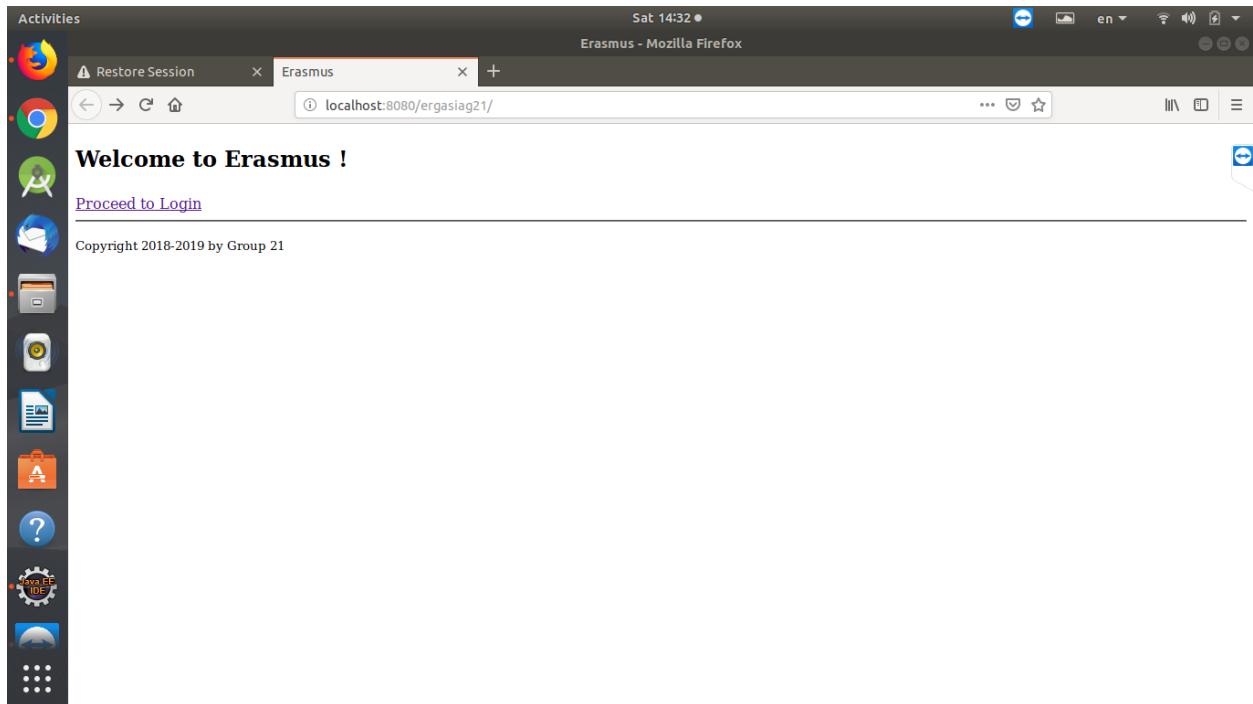 Activities
Sat 14:32
en
Erasmus - Mozilla Firefox
Restore Session
Erasmus
localhost:8080/ergasiag21/
Welcome to Erasmus !
Proceed to Login
Copyright 2018-2019 by Group 21
Java EE
IDE